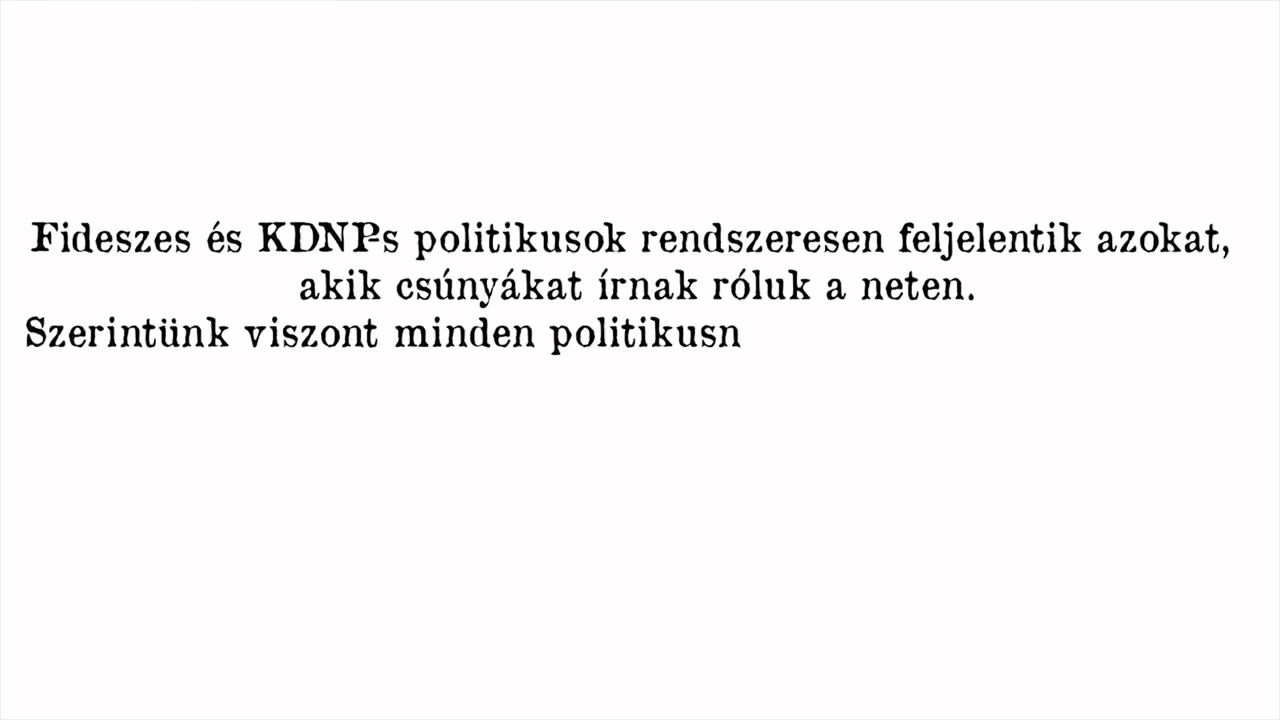 Fideszes és KDNP-s politikusok rendszeresen feljelentik azokat,
akik csúnyákat írnak róluk a neten.
Szerintünk viszont minden politikusn